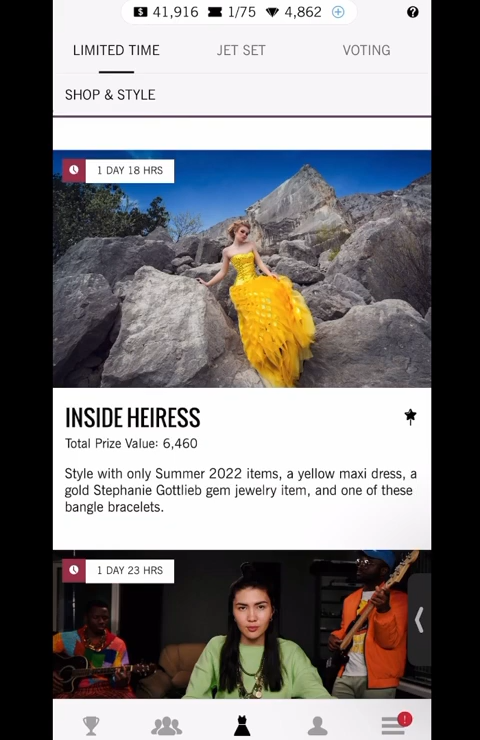 41,916 1/75 4,862
LIMITED TIME JET SET VOTING
SHOP & STYLE
1 DAY 18 HRS
INSIDE HEIRESS
Total Prize Value: 6,460
Style with only Summer 2022 items, a yellow maxi dress, a
gold Stephanie Gottlieb gem jewelry item, and one of these
bangle bracelets.
1 DAY 23 HRS